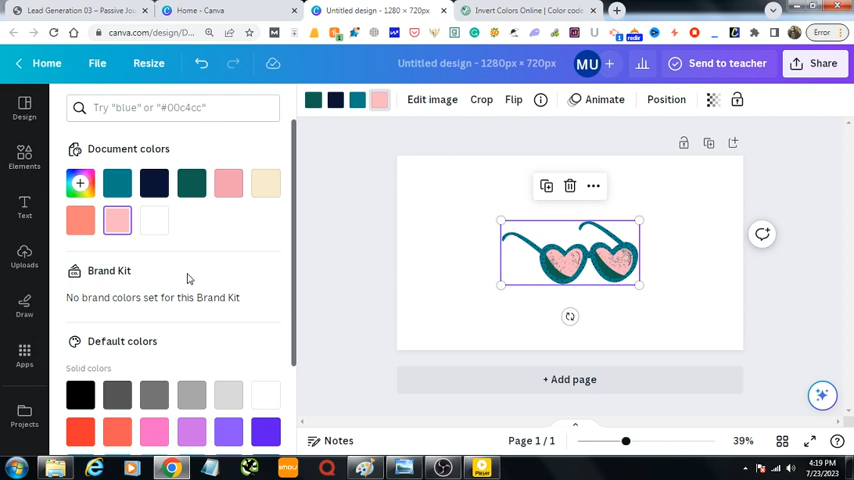 Lead Generation 03 – Passive Jour
Home - Canva
Untitled design - 1280 × 720px
Invert Colors Online | Color code
canva.com/design/D
Error
Home
File
Resize
Untitled design - 1280px × 720px
MU
Send to teacher
Share
Try "blue" or "#00c4cc"
Edit image
Crop
Flip
Animate
Position
Design
Elements
Text
Uploads
Draw
Apps
Projects
Document colors
Brand Kit
No brand colors set for this Brand Kit
Default colors
Solid colors
+ Add page
Notes
Page 1 / 1
39%
4:19 PM
7/23/2023